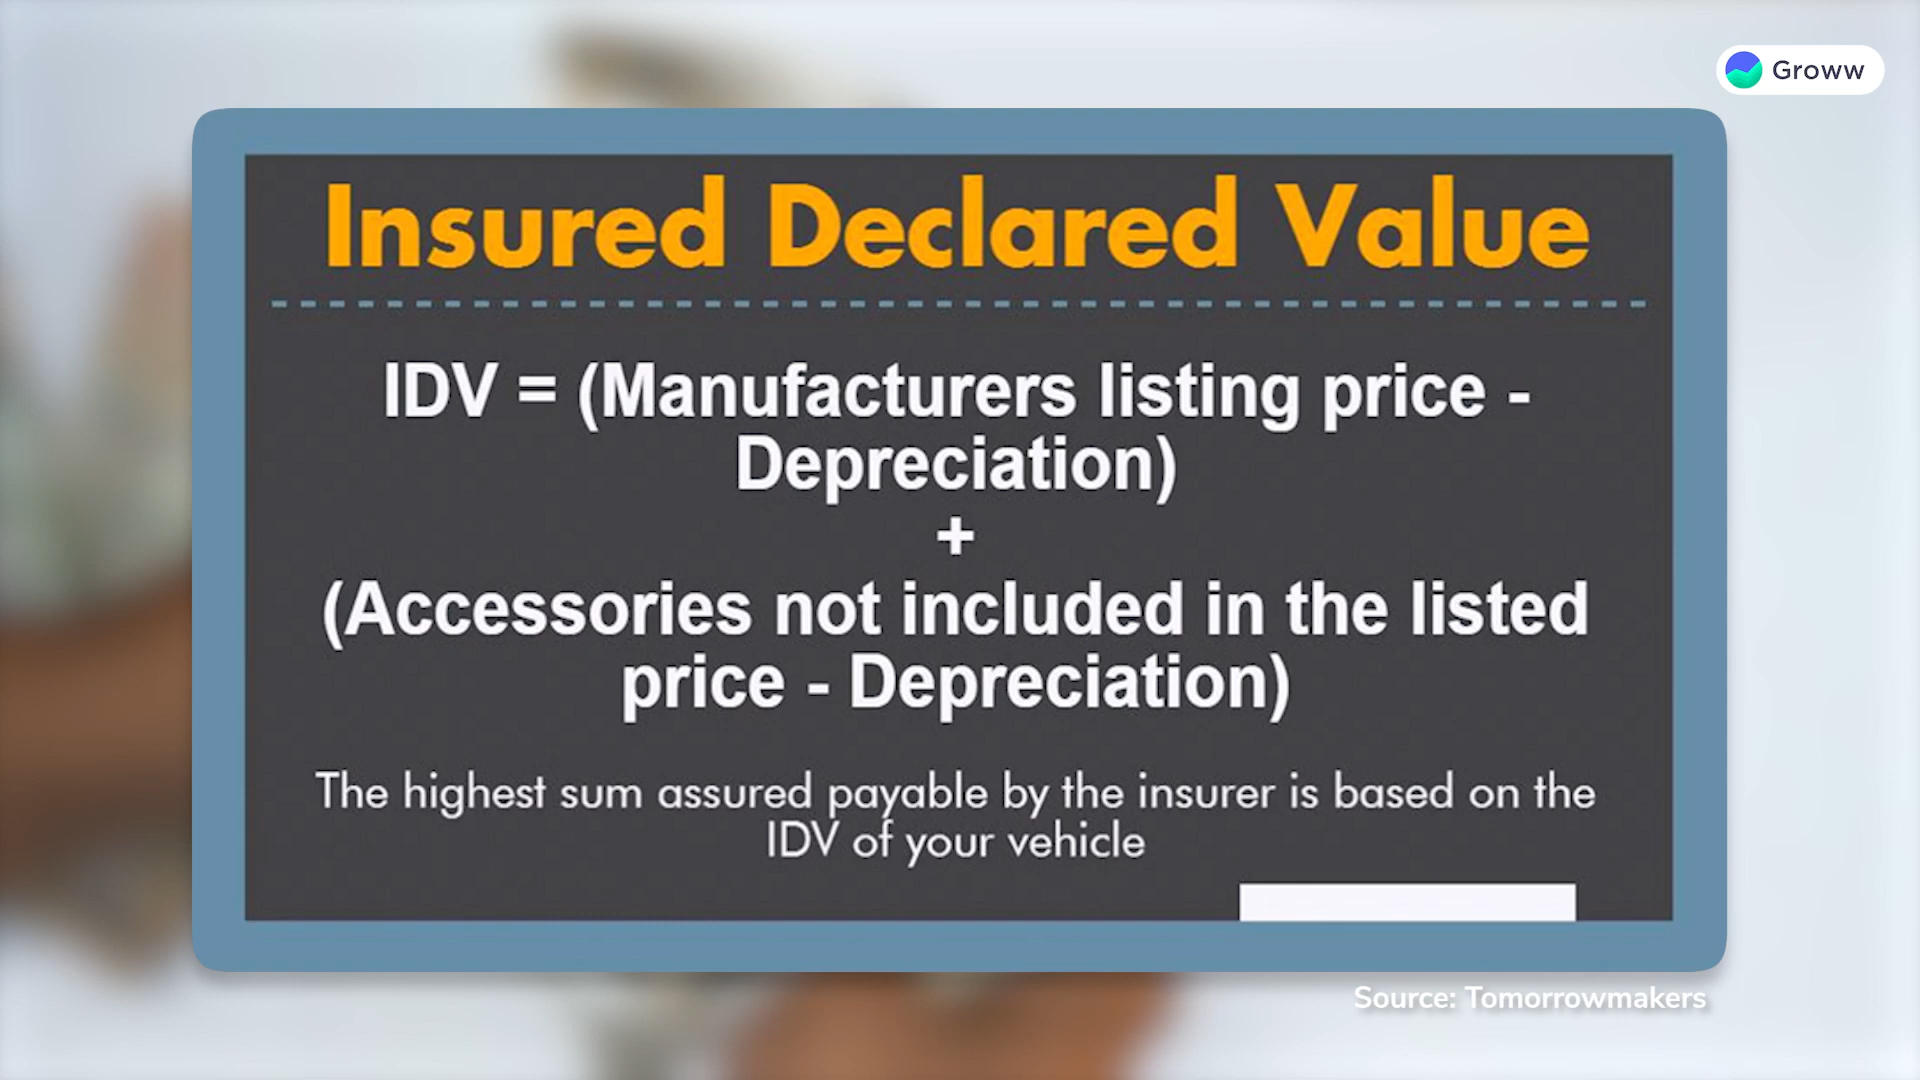 Groww
Insured Declared Value
IDV = (Manufacturers listing price -
Depreciation)
+
(Accessories not included in the listed
price - Depreciation)
The highest sum assured payable by the insurer is based on the
IDV of your vehicle
Source: Tomorrowmakers